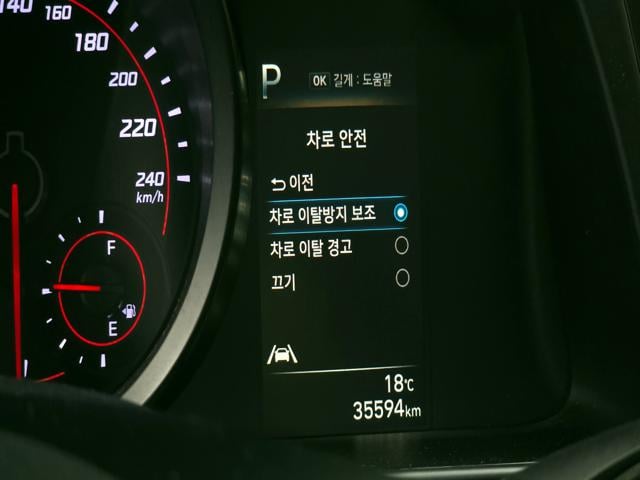 140
160
180
200
220
240
km/h
F
E
P
OK 길게 : 도움말
차로 안전
이전
차로 이탈방지 보조
차로 이탈 경고
끄기
18℃
35594km